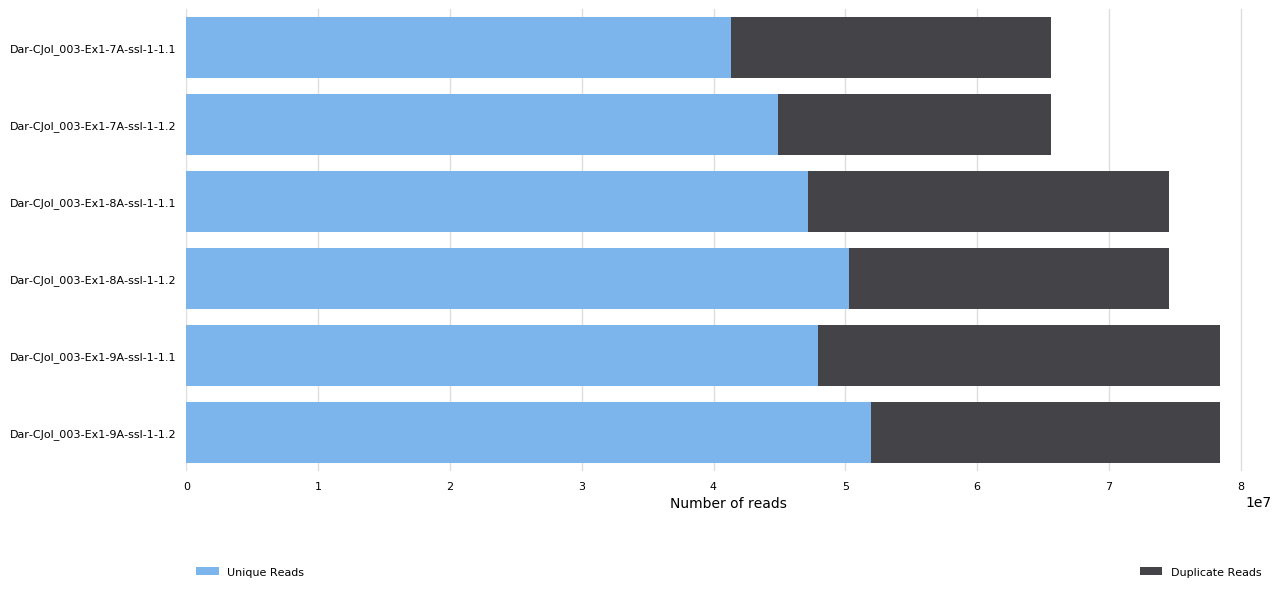 Dar-CJol_003-Ex1-7A-ssl-1-1.1
Dar-CJol_003-Ex1-7A-ssl-1-1.2
Dar-CJol_003-Ex1-8A-ssl-1-1.1
Dar-CJol_003-Ex1-8A-ssl-1-1.2
Dar-CJol_003-Ex1-9A-ssl-1-1.1
Dar-CJol_003-Ex1-9A-ssl-1-1.2
0 1 2 3 4 5 6 7 8
Number of reads 1e7
Unique Reads Duplicate Reads